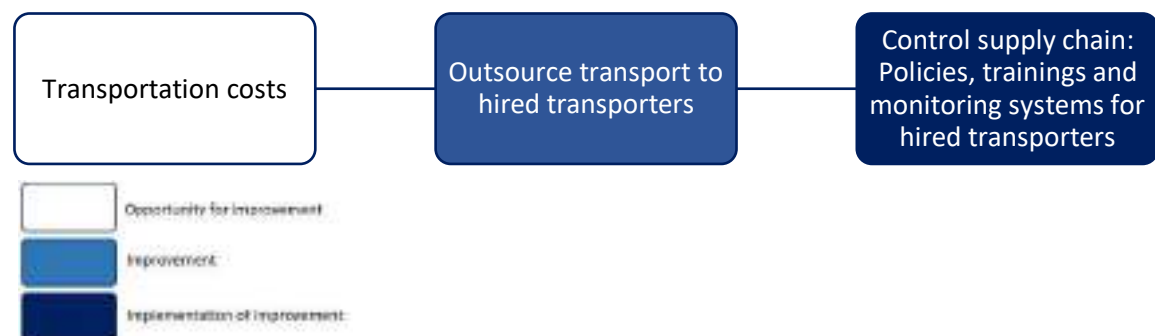 Transportation costs
Outsource transport to
hired transporters
Control supply chain:
Policies, trainings and
monitoring systems for
hired transporters
Opportunity for improvement
Improvement
Implementation of improvement